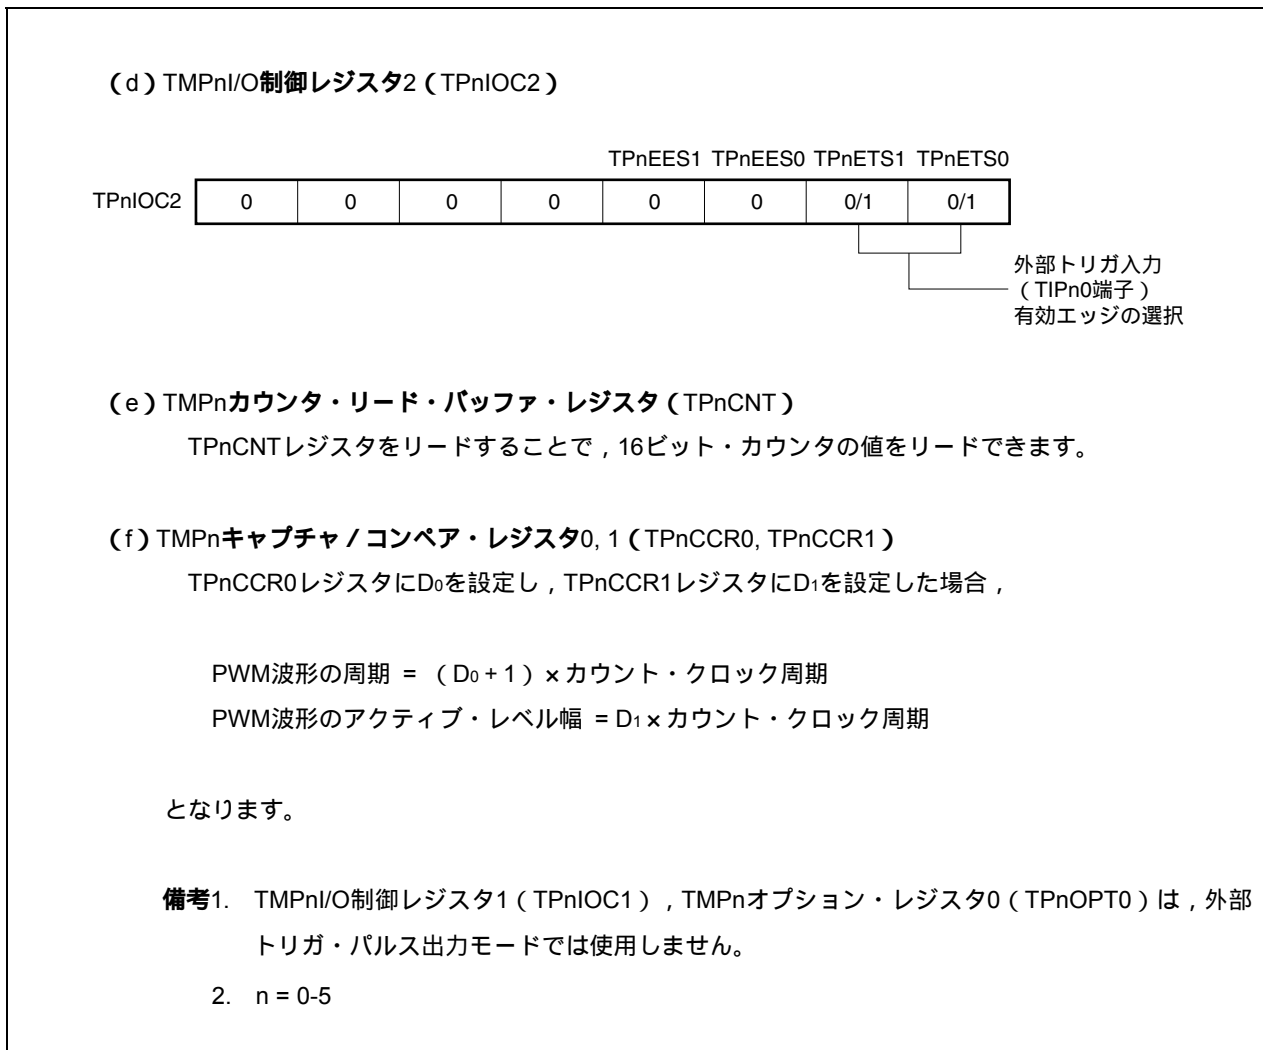 （d）TMPnI/O制御レジスタ2（TPnIOC2）
TPnEES1 TPnEES0 TPnETS1 TPnETS0
TPnIOC2 0 0 0 0 0 0 0/1 0/1
外部トリガ入力
（TIPn0端子）
有効エッジの選択
（e）TMPnカウンタ・リード・バッファ・レジスタ（TPnCNT）
TPnCNTレジスタをリードすることで，16ビット・カウンタの値をリードできます。
（f）TMPnキャプチャ／コンペア・レジスタ0, 1（TPnCCR0, TPnCCR1）
TPnCCR0レジスタにD₀を設定し，TPnCCR1レジスタにD₁を設定した場合，
PWM波形の周期 = （D₀ + 1）×カウント・クロック周期
PWM波形のアクティブ・レベル幅 = D₁×カウント・クロック周期
となります。
備考1. TMPnI/O制御レジスタ1（TPnIOC1），TMPnオプション・レジスタ0（TPnOPT0）は，外部
トリガ・パルス出力モードでは使用しません。
2. n = 0-5